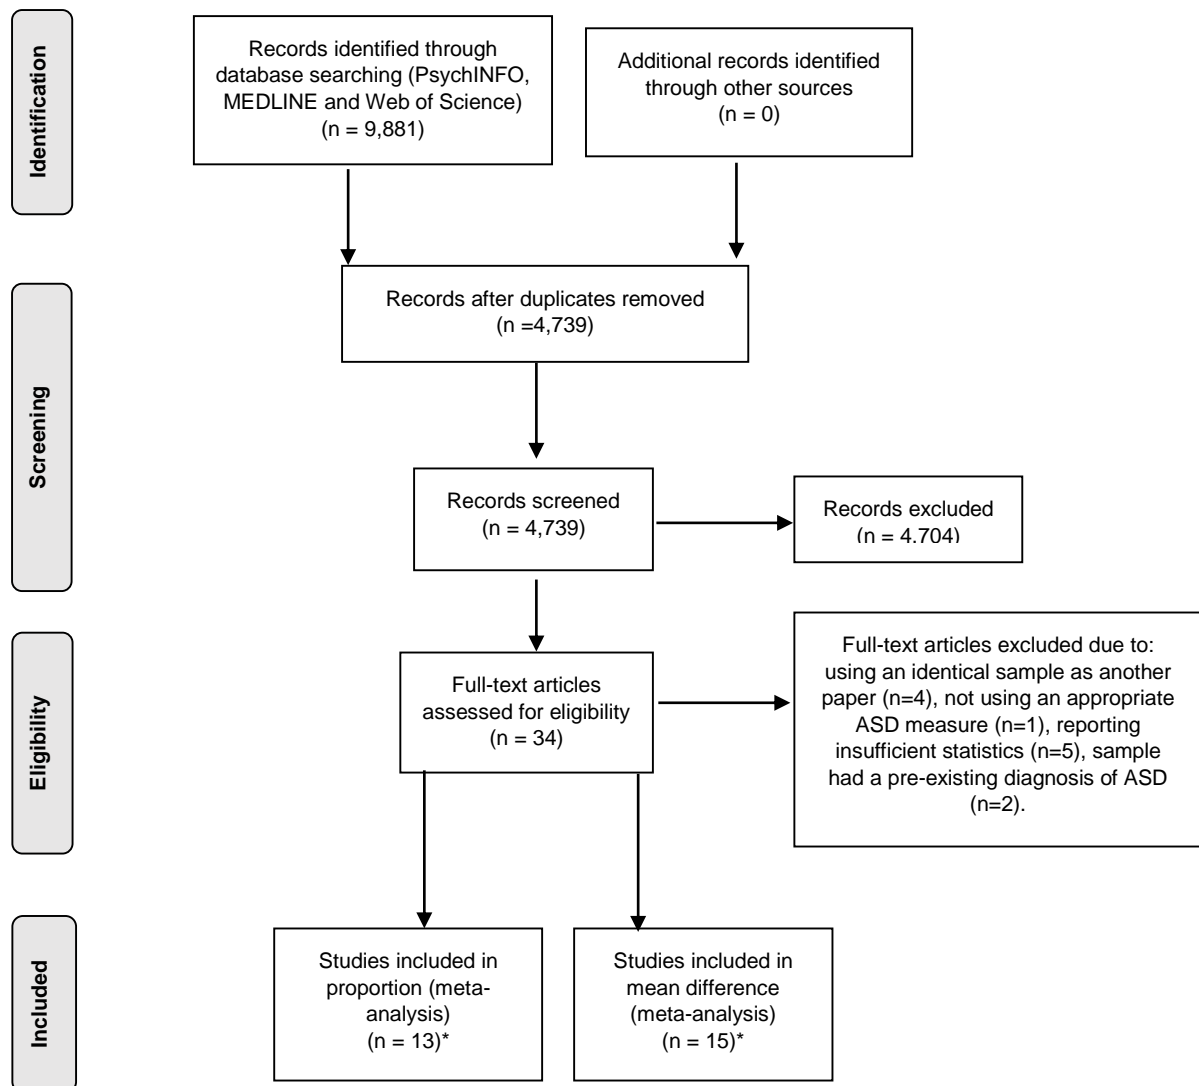 Identification
Records identified through
database searching (PsychINFO,
MEDLINE and Web of Science)
(n = 9,881)
Additional records identified
through other sources
(n = 0)
Screening
Records after duplicates removed
(n =4,739)
Records screened
(n = 4,739)
Records excluded
(n = 4.704)
Eligibility
Full-text articles
assessed for eligibility
(n = 34)
Full-text articles excluded due to:
using an identical sample as another
paper (n=4), not using an appropriate
ASD measure (n=1), reporting
insufficient statistics (n=5), sample
had a pre-existing diagnosis of ASD
(n=2).
Included
Studies included in
proportion (meta-
analysis)
(n = 13)*
Studies included in
mean difference
(meta-analysis)
(n = 15)*